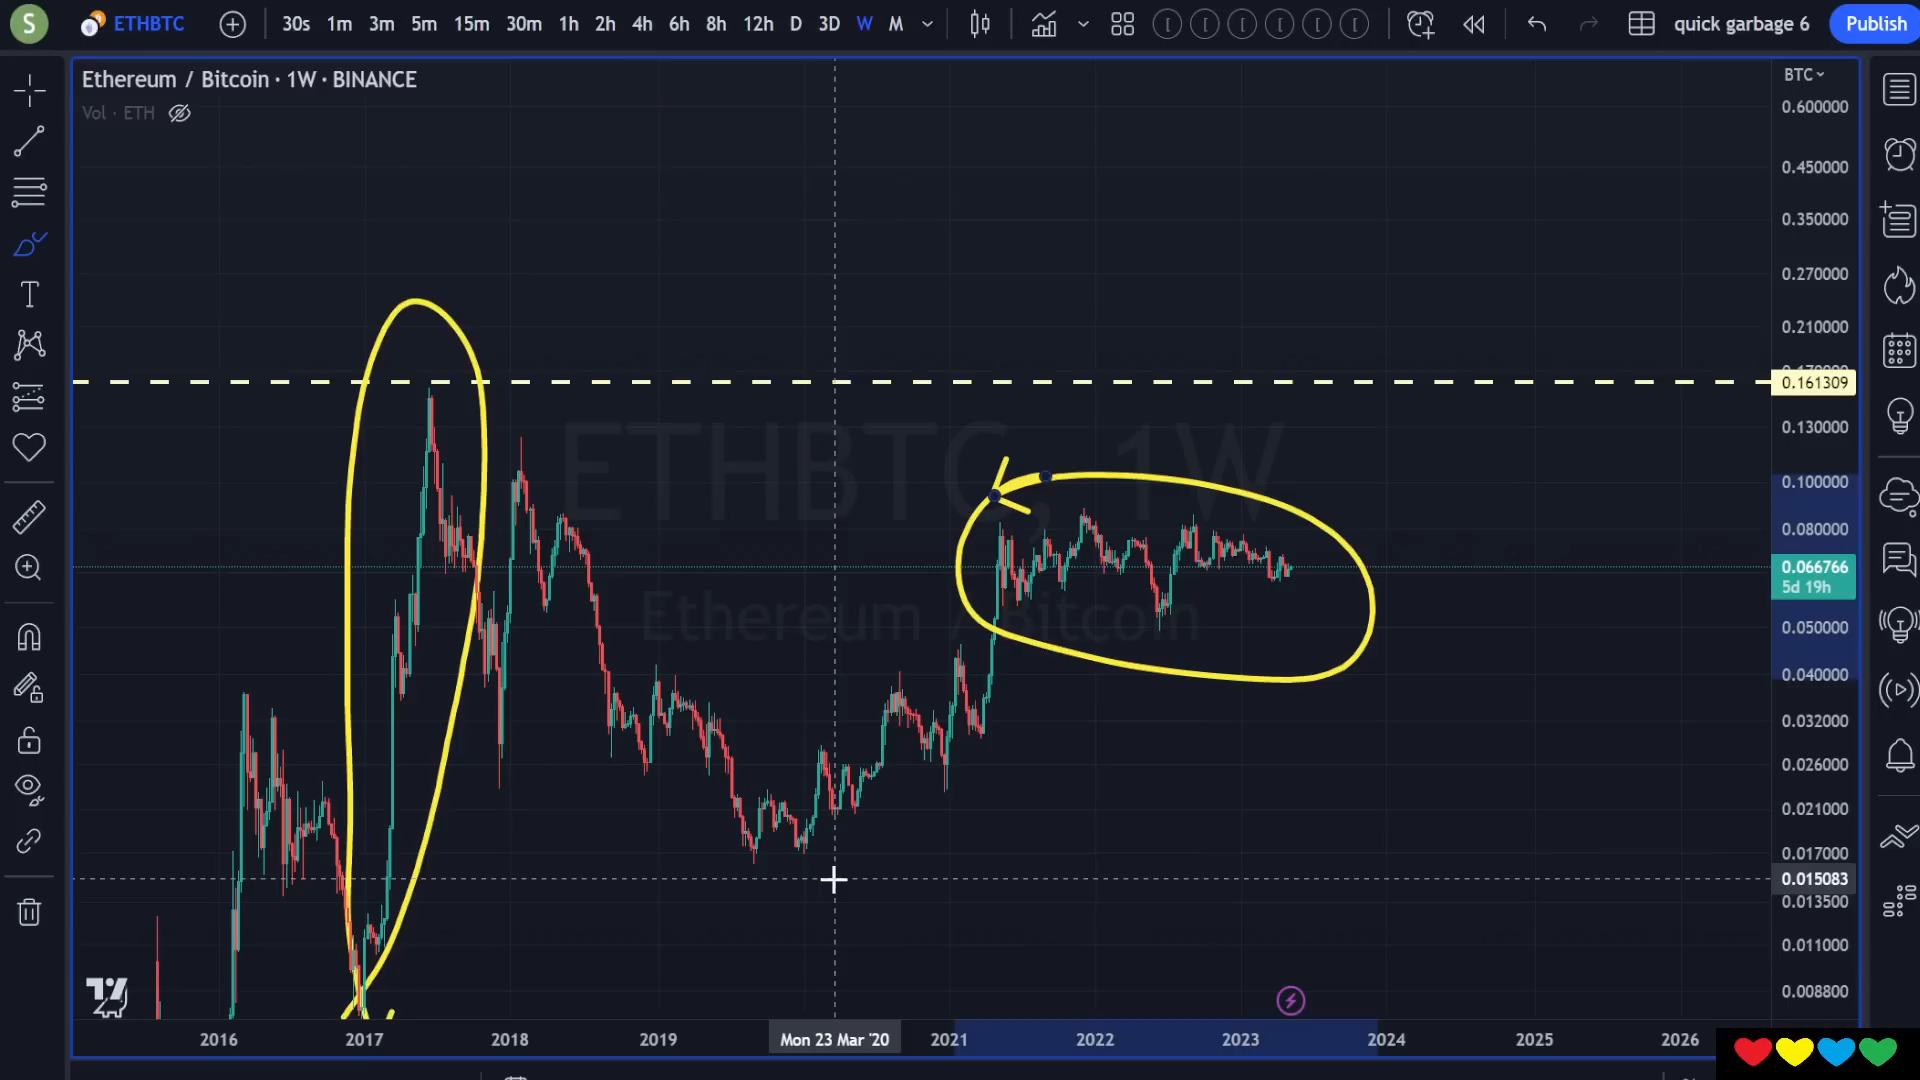 S ETHBTC 30s 1m 3m 5m 15m 30m 1h 2h 4h 6h 8h 12h D 3D W M quick garbage 6 Publish
Ethereum / Bitcoin · 1W · BINANCE
Vol · ETH
BTC
0.600000
0.450000
0.350000
0.270000
0.210000
0.161309
0.130000
0.100000
0.080000
0.066766
5d 19h
0.050000
0.040000
0.032000
0.026000
0.021000
0.017000
0.015083
0.013500
0.011000
0.008800
ETHBTC, 1W
Ethereum / Bitcoin
2016 2017 2018 2019 Mon 23 Mar '20 2021 2022 2023 2024 2025 2026